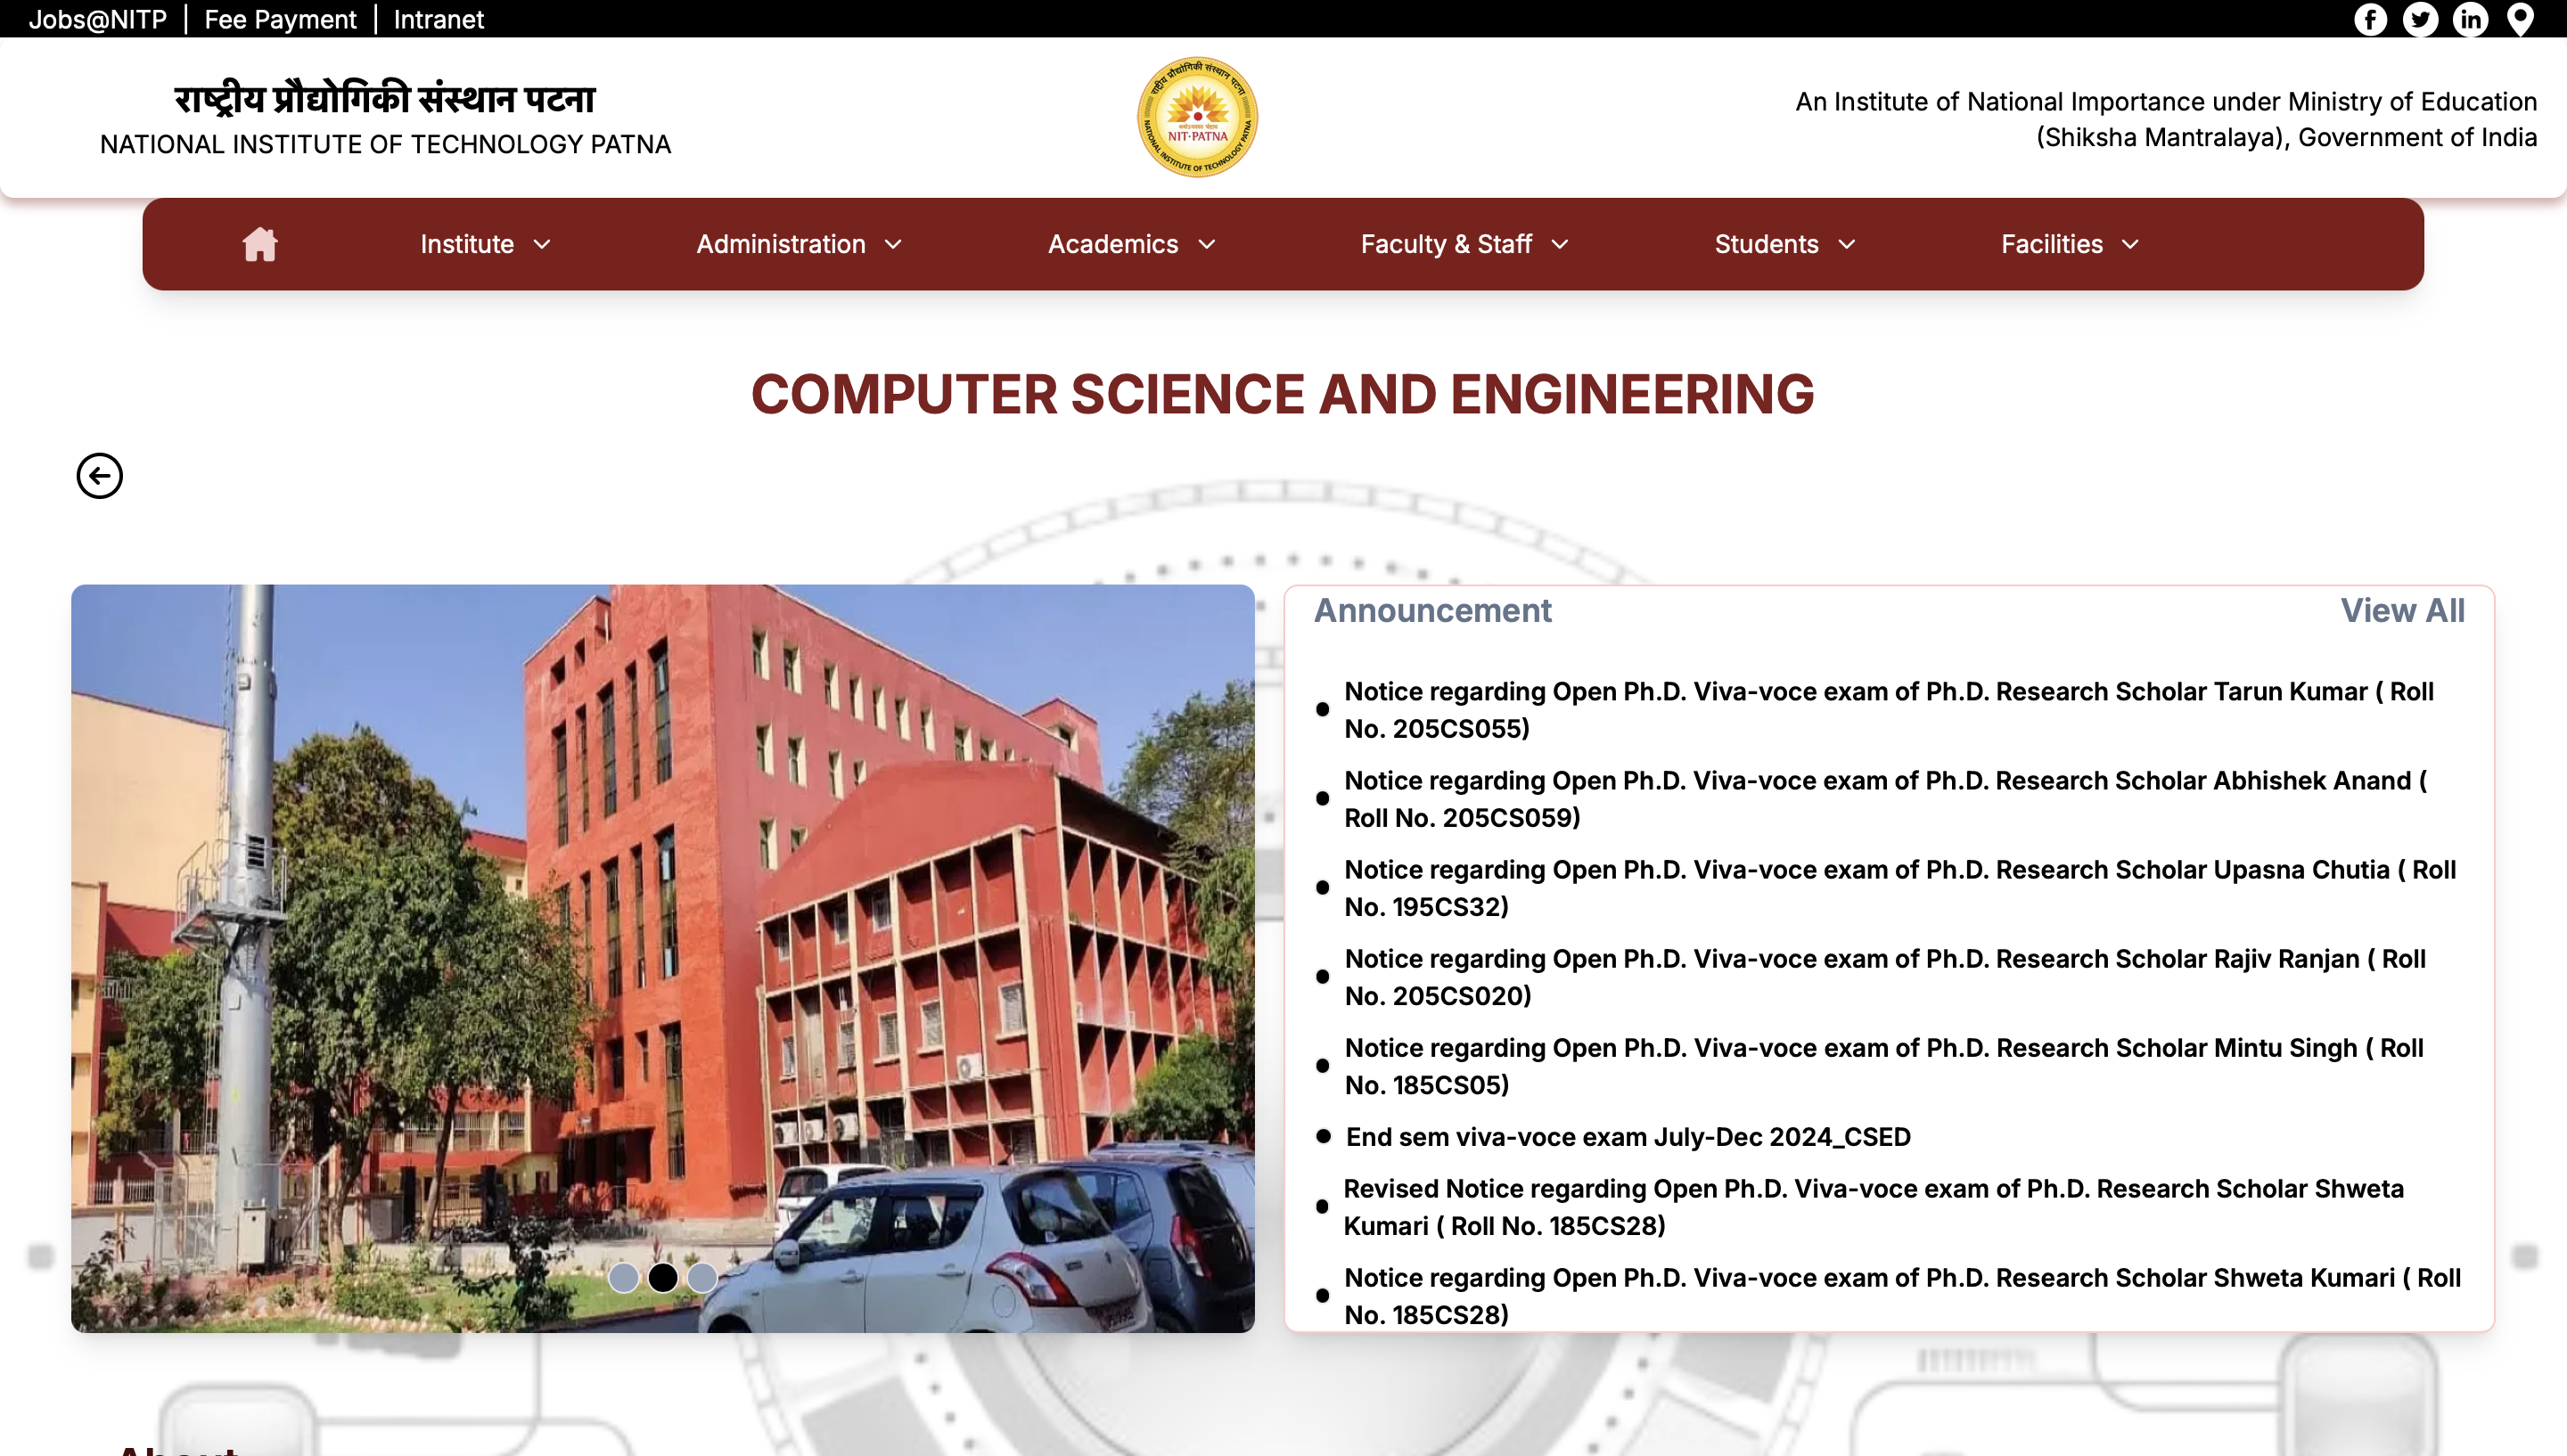 Jobs@NITP | Fee Payment | Intranet
राष्ट्रीय प्रौद्योगिकी संस्थान पटना
NATIONAL INSTITUTE OF TECHNOLOGY PATNA
राष्ट्रीय प्रौद्योगिकी संस्थान पटना
NIT-PATNA
NATIONAL INSTITUTE OF TECHNOLOGY PATNA
An Institute of National Importance under Ministry of Education
(Shiksha Mantralaya), Government of India
Institute
Administration
Academics
Faculty & Staff
Students
Facilities
COMPUTER SCIENCE AND ENGINEERING
Announcement
View All
Notice regarding Open Ph.D. Viva-voce exam of Ph.D. Research Scholar Tarun Kumar ( Roll
No. 205CS055)
Notice regarding Open Ph.D. Viva-voce exam of Ph.D. Research Scholar Abhishek Anand (
Roll No. 205CS059)
Notice regarding Open Ph.D. Viva-voce exam of Ph.D. Research Scholar Upasna Chutia ( Roll
No. 195CS32)
Notice regarding Open Ph.D. Viva-voce exam of Ph.D. Research Scholar Rajiv Ranjan ( Roll
No. 205CS020)
Notice regarding Open Ph.D. Viva-voce exam of Ph.D. Research Scholar Mintu Singh ( Roll
No. 185CS05)
End sem viva-voce exam July-Dec 2024_CSED
Revised Notice regarding Open Ph.D. Viva-voce exam of Ph.D. Research Scholar Shweta
Kumari ( Roll No. 185CS28)
Notice regarding Open Ph.D. Viva-voce exam of Ph.D. Research Scholar Shweta Kumari ( Roll
No. 185CS28)
About